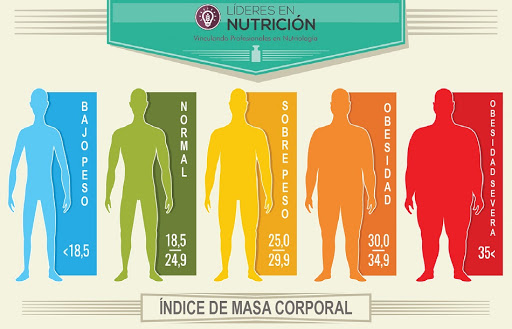 LÍDERES EN
NUTRICIÓN
Vinculando Profesionales en Nutriología
BAJO PESO
<18,5
NORMAL
18,5
24,9
SOBRE PESO
25,0
29,9
OBESIDAD
30,0
34,9
OBESIDAD SEVERA
35<
ÍNDICE DE MASA CORPORAL